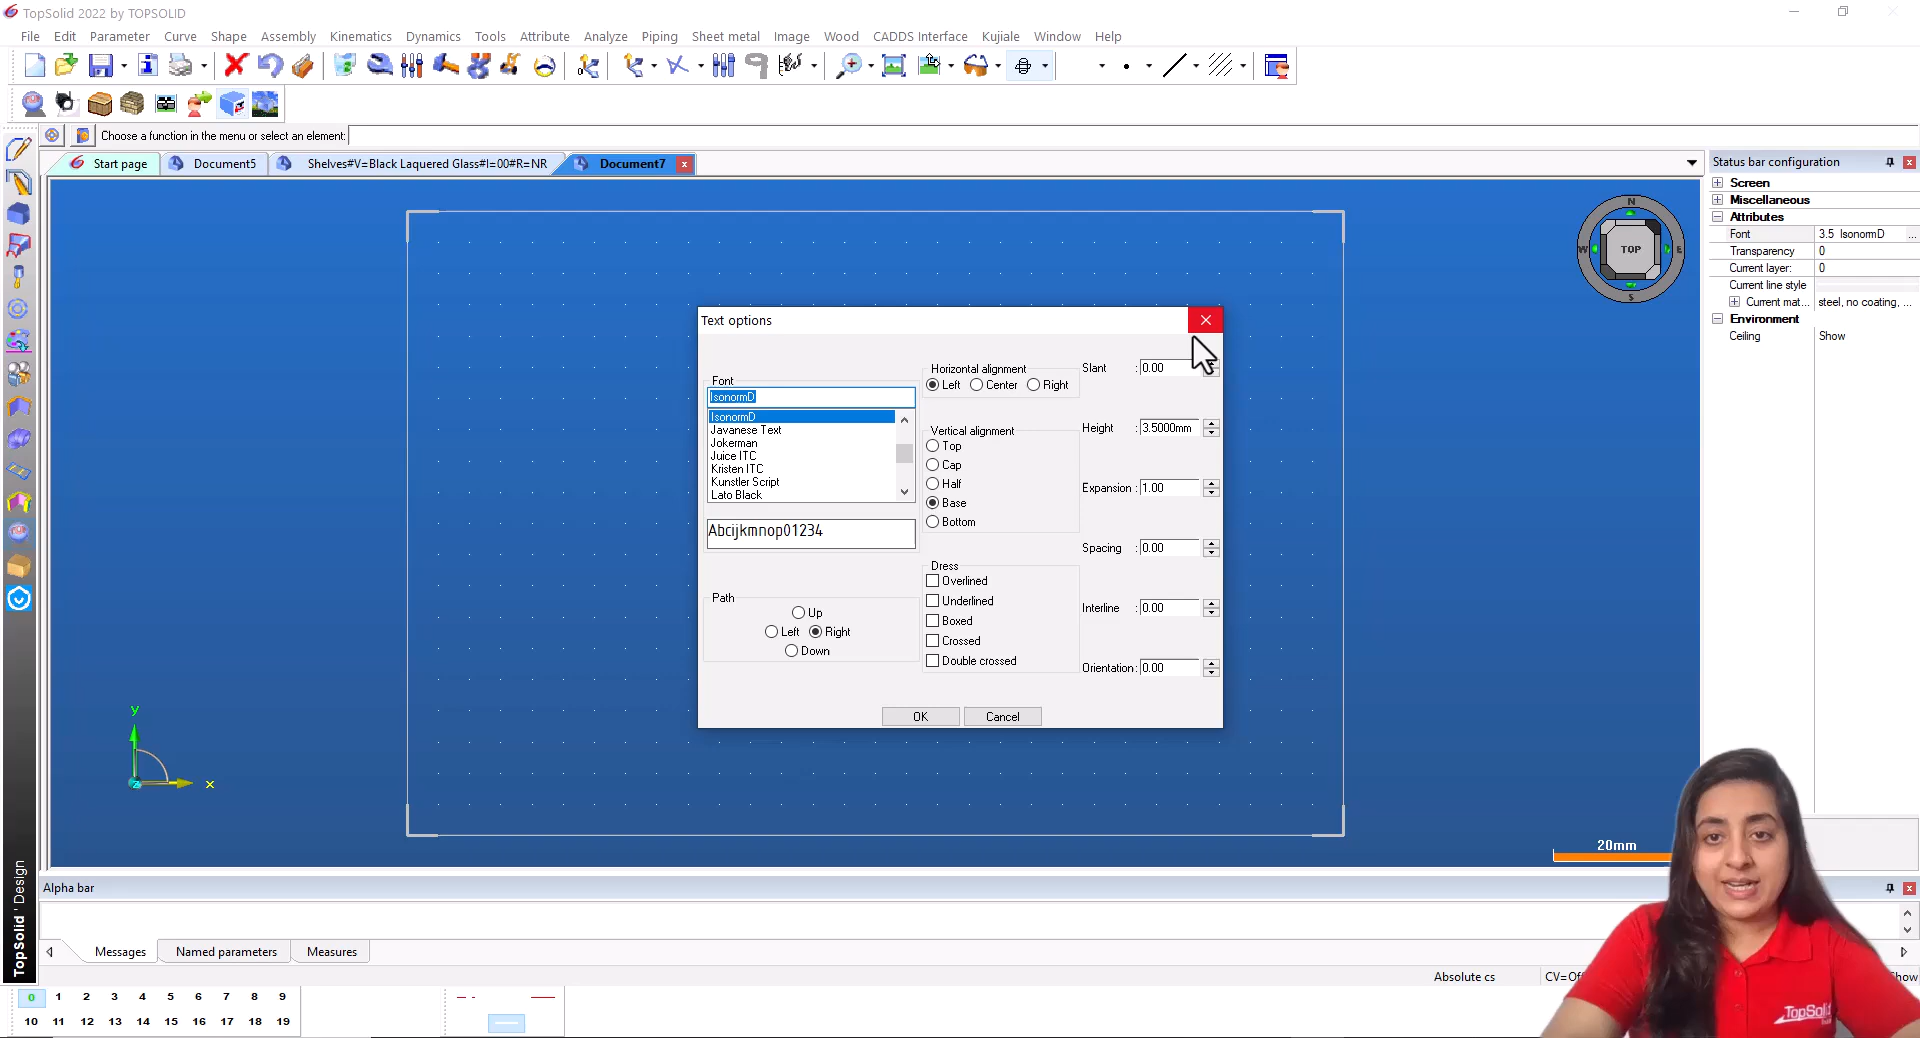 TopSolid 2022 by TOPSOLID
File Edit Parameter Curve Shape Assembly Kinematics Dynamics Tools Attribute Analyze Piping Sheet metal Image Wood CADDS Interface Kujiale Window Help
Choose a function in the menu or select an element:
Start page Document5 Shelves#V=Black Laquered Glass#I=00#R=NR Document7
Status bar configuration
Screen
Miscellaneous
Attributes
Font 3.5 IsonormD ...
Transparency 0
Current layer: 0
Current line style
Current mat... steel, no coating, ...
Environment
Ceiling Show
N
W TOP E
S
Text options
Font
IsonormD
IsonormD
Javanese Text
Jokerman
Juice ITC
Kristen ITC
Kunstler Script
Lato Black
Abcijkmnop01234
Path
Up
Left Right
Down
Horizontal alignment
Left Center Right
Vertical alignment
Top
Cap
Half
Base
Bottom
Dress
Overlined
Underlined
Boxed
Crossed
Double crossed
Slant : 0.00
Height : 3.5000mm
Expansion : 1.00
Spacing : 0.00
Interline : 0.00
Orientation : 0.00
OK Cancel
y
z x
20mm
TopSolid'Design
Alpha bar
Messages Named parameters Measures
Absolute cs CV=Of
how
0 1 2 3 4 5 6 7 8 9
10 11 12 13 14 15 16 17 18 19
TopSoli